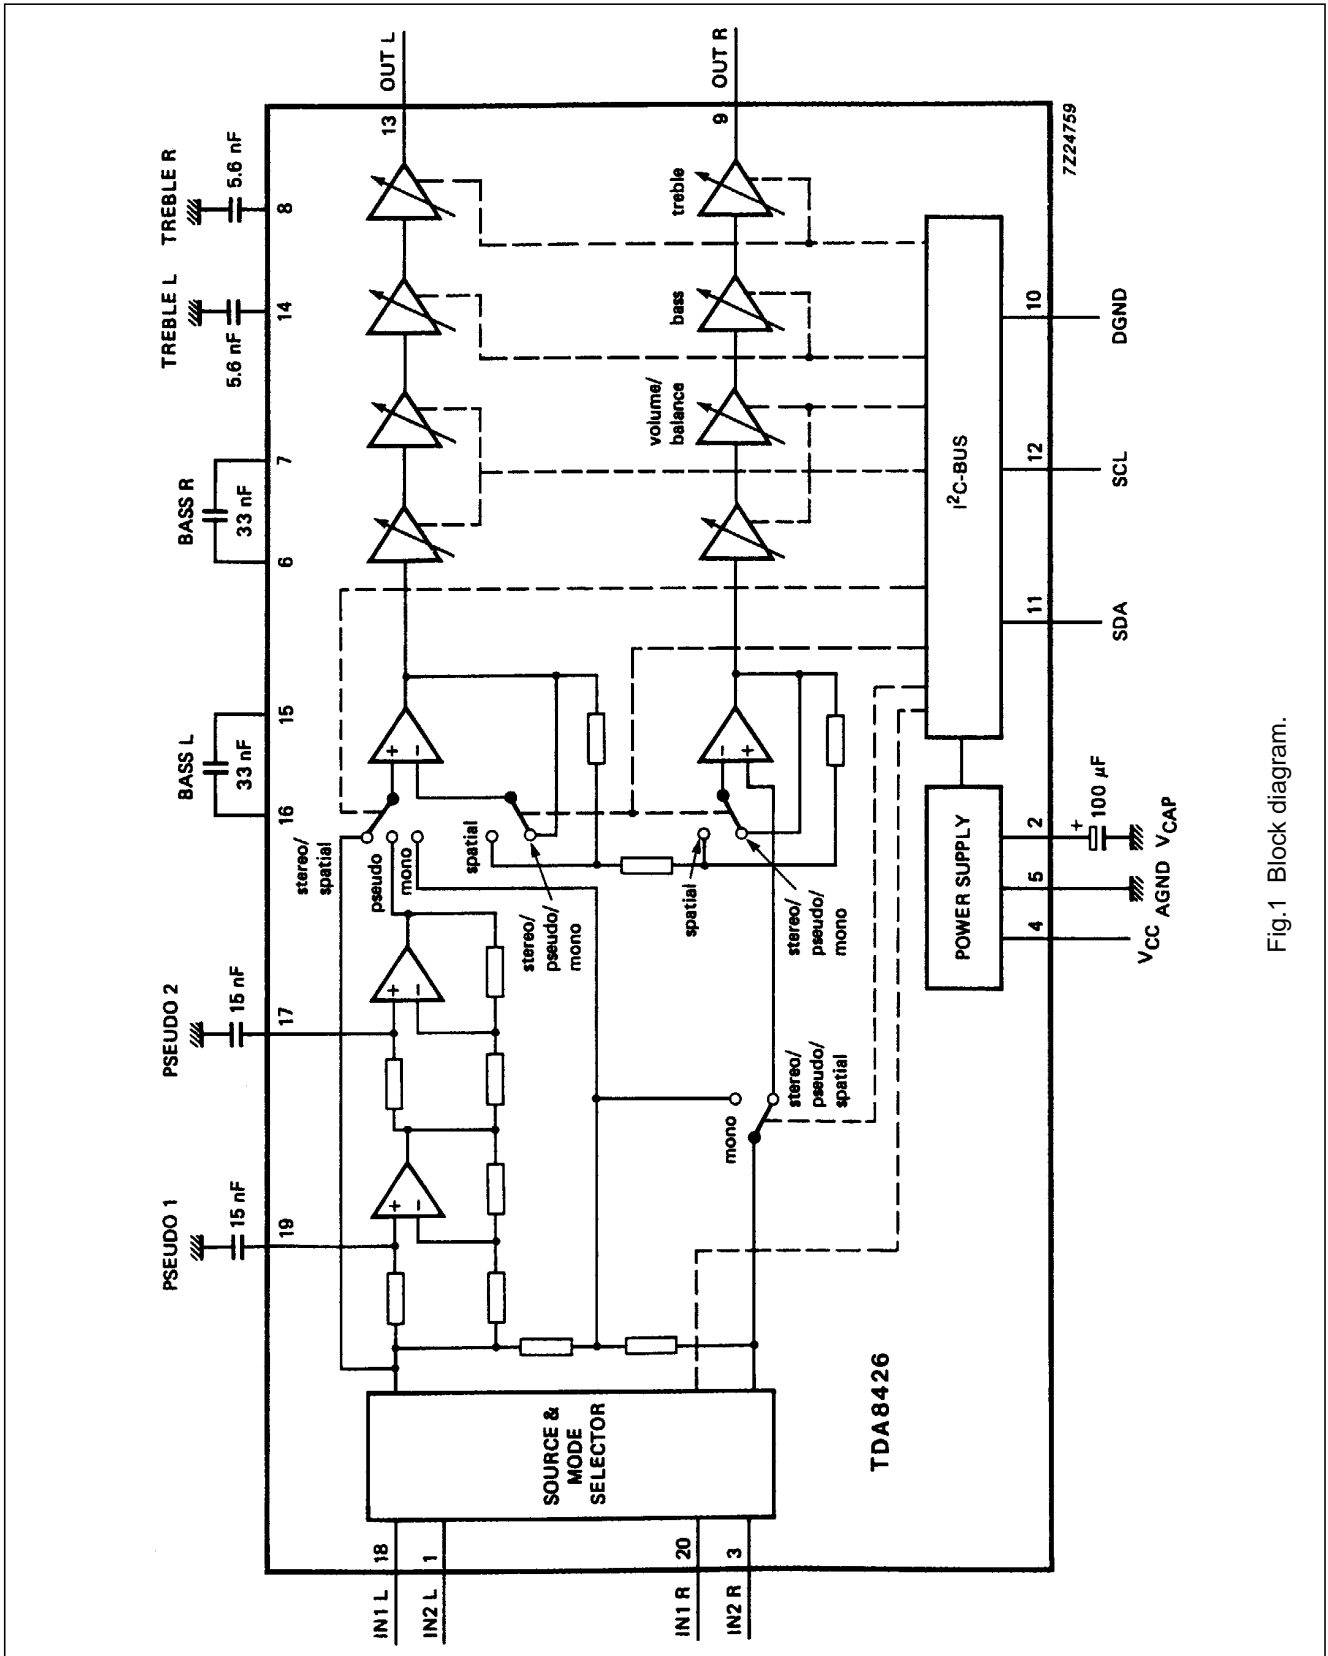 PSEUDO 1
15 nF
19
PSEUDO 2
15 nF
17
BASS L
33 nF
16
15
BASS R
33 nF
6
7
TREBLE L
5.6 nF
14
TREBLE R
5.6 nF
8
IN1 L
18
IN2 L
1
IN1 R
20
IN2 R
3
SOURCE &
MODE
SELECTOR
+
-
+
-
stereo/
spatial
pseudo
mono
spatial
stereo/
pseudo/
mono
+
-
13
OUT L
mono
stereo/
pseudo/
spatial
spatial
stereo/
pseudo/
mono
-
+
volume/
balance
bass
treble
9
OUT R
TDA8426
POWER SUPPLY
I²C-BUS
4
5
2
11
12
10
+
100 µF
VCC
AGND
VCAP
SDA
SCL
DGND
7Z24759
Fig.1 Block diagram.